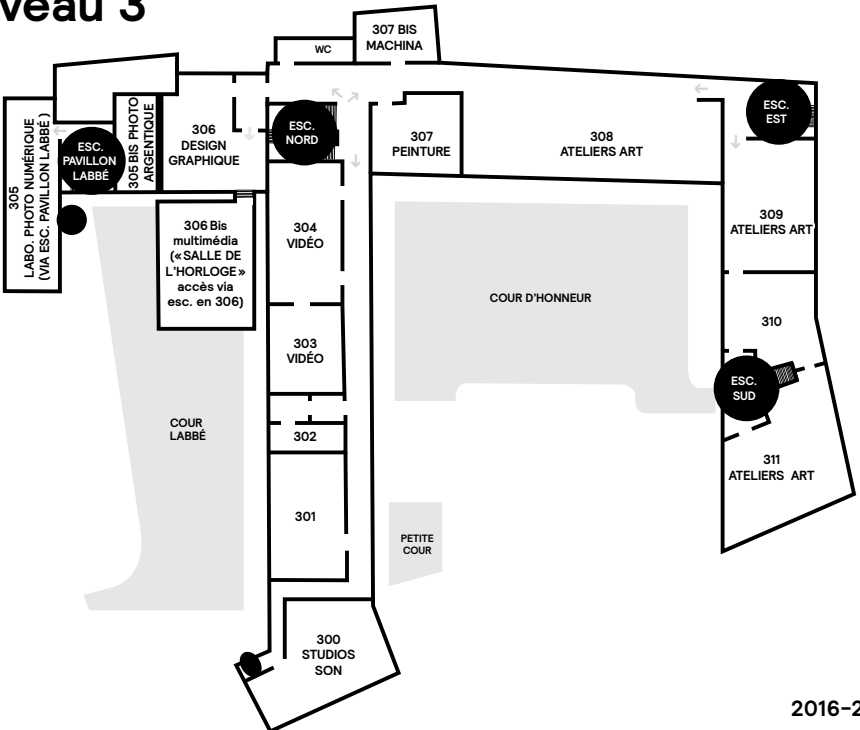 veau 3
307 BIS
MACHINA
WC
305
LABO. PHOTO NUMÉRIQUE
(VIA ESC. PAVILLON LABBÉ )
ESC.
PAVILLON
LABBÉ
305 BIS PHOTO
ARGENTIQUE
306
DESIGN
GRAPHIQUE
ESC.
NORD
307
PEINTURE
308
ATELIERS ART
ESC.
EST
306 Bis
multimédia
(«SALLE DE
L'HORLOGE»
accès via
esc. en 306)
304
VIDÉO
309
ATELIERS ART
COUR D'HONNEUR
310
303
VIDÉO
ESC.
SUD
COUR
LABBÉ
302
311
ATELIERS ART
301
PETITE
COUR
300
STUDIOS
SON
2016-2